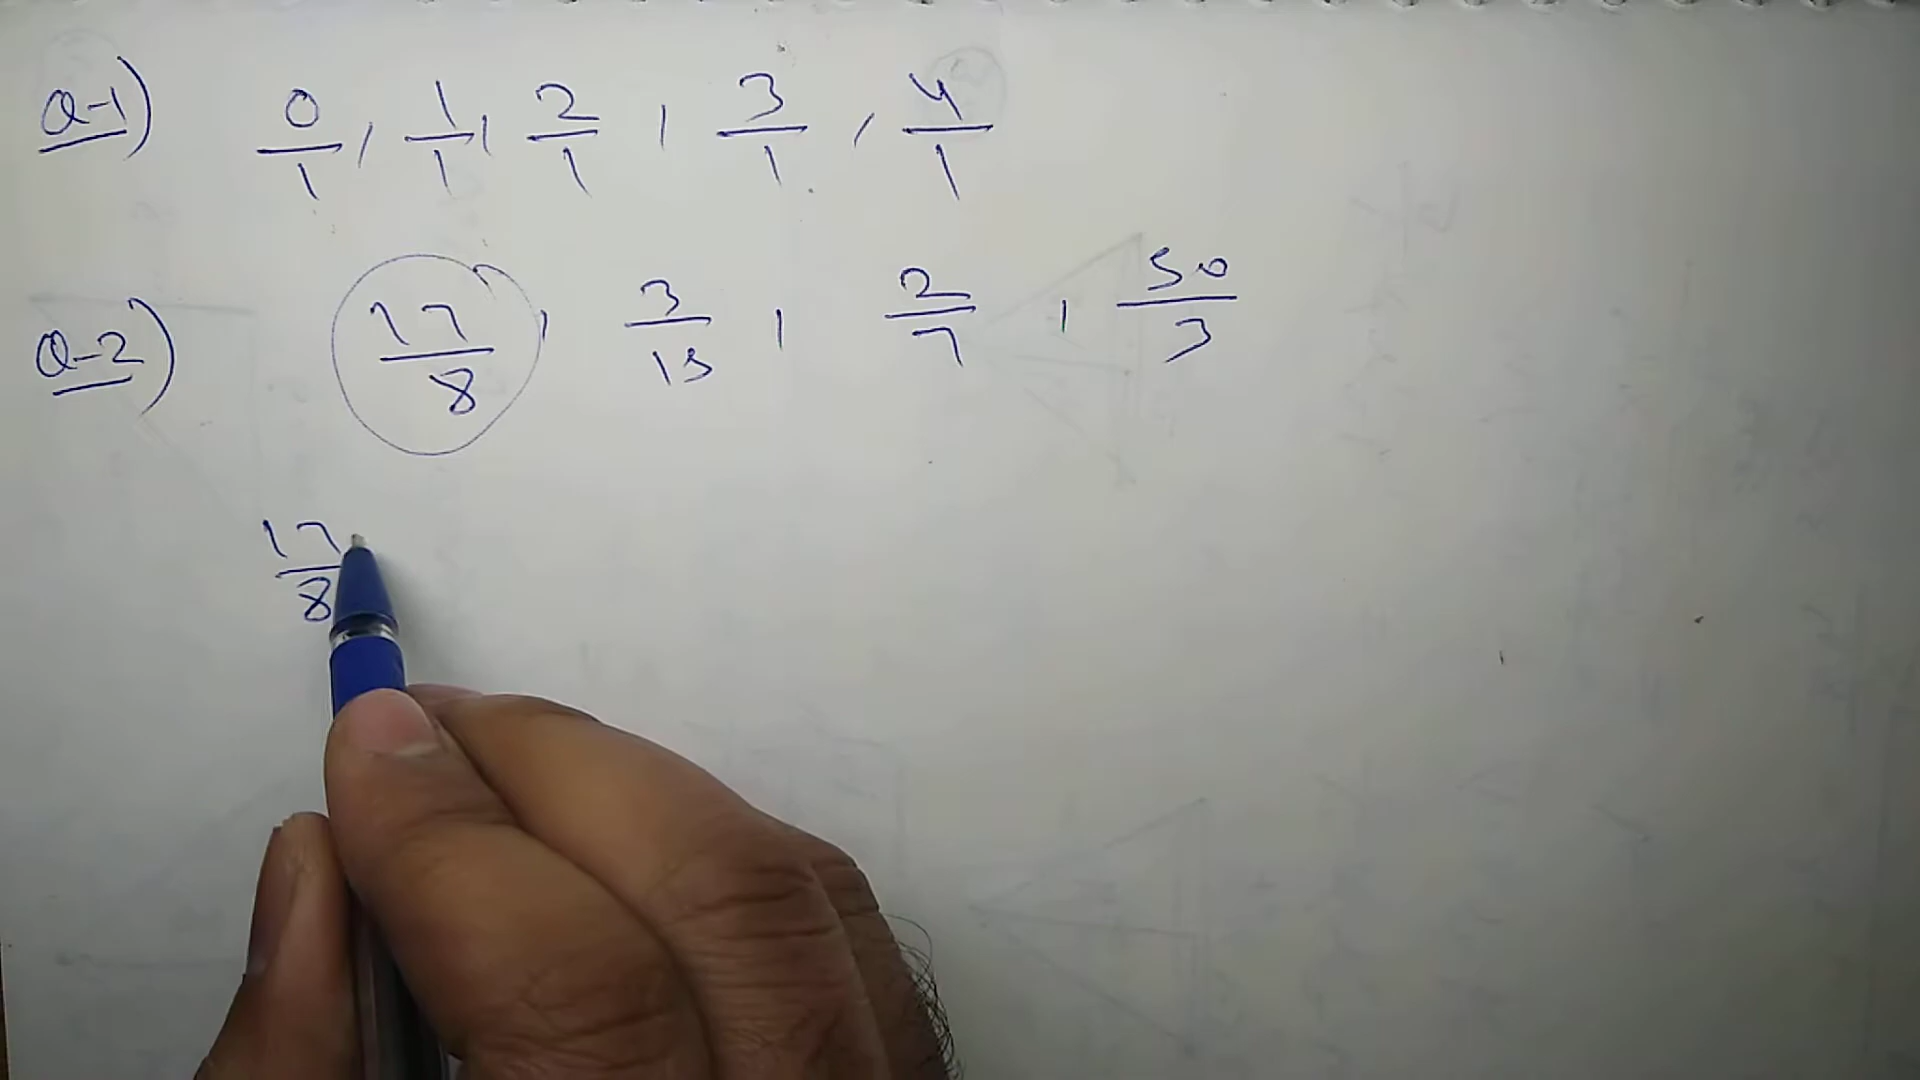 Q-1) 0/1, 1/1, 2/1, 3/1, 4/1
Q-2) 17/8, 3/15, 2/7, 50/3
17/8